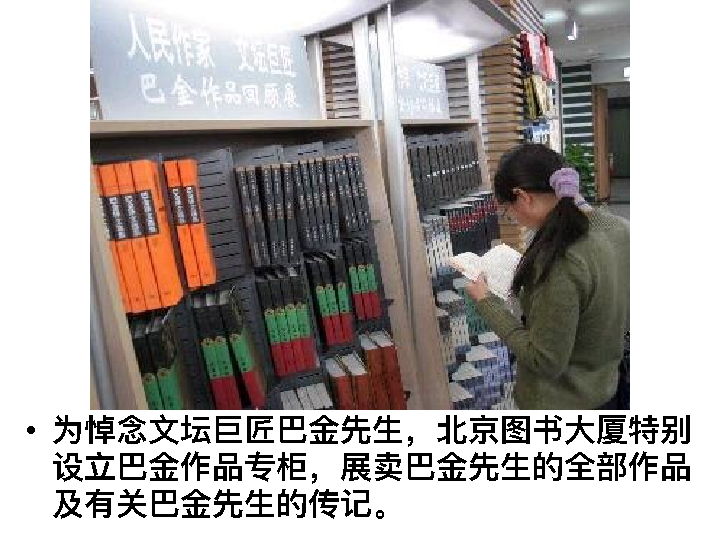 人民作家 文坛巨匠
巴金作品回顾展
• 为悼念文坛巨匠巴金先生，北京图书大厦特别
设立巴金作品专柜，展卖巴金先生的全部作品
及有关巴金先生的传记。